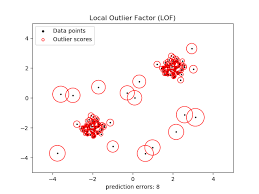 Local Outlier Factor (LOF)
Data points
Outlier scores
4
2
0
−2
−4
−4
−2
0
2
4
prediction errors: 8